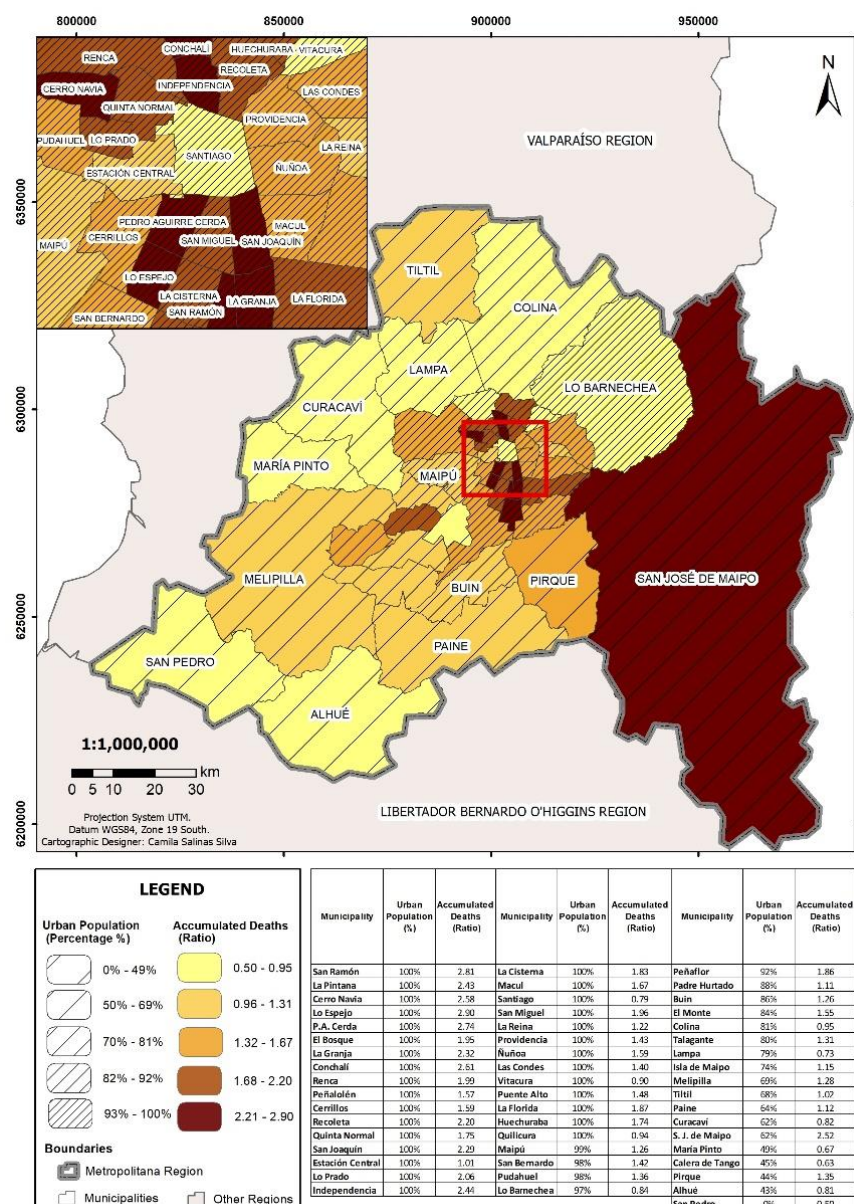 800000 850000 900000 950000
6350000
6300000
6250000
6200000
RENCA
CONCHALÍ
HUECHURABA
VITACURA
RECOLETA
CERRO NAVIA
INDEPENDENCIA
LAS CONDES
QUINTA NORMAL
PROVIDENCIA
PUDAHUEL
LO PRADO
SANTIAGO
LA REINA
ESTACIÓN CENTRAL
ÑUÑOA
PEDRO AGUIRRE CERDA
MACUL
MAIPÚ
CERRILLOS
SAN MIGUEL
SAN JOAQUÍN
LO ESPEJO
LA CISTERNA
LA GRANJA
LA FLORIDA
SAN BERNARDO
SAN RAMÓN
N
VALPARAÍSO REGION
TILTIL
COLINA
LAMPA
LO BARNECHEA
CURACAVÍ
MARÍA PINTO
MAIPÚ
MELIPILLA
BUIN
PIRQUE
SAN JOSÉ DE MAIPO
PAINE
SAN PEDRO
ALHUÉ
LIBERTADOR BERNARDO O'HIGGINS REGION
1:1,000,000
km
0 5 10 20 30
Projection System UTM.
Datum WGS84, Zone 19 South.
Cartographic Designer: Camila Salinas Silva
LEGEND
Urban Population (Percentage %)
0% - 49%
50% - 69%
70% - 81%
82% - 92%
93% - 100%
Accumulated Deaths (Ratio)
0.50 - 0.95
0.96 - 1.31
1.32 - 1.67
1.68 - 2.20
2.21 - 2.90
Boundaries
Metropolitana Region
Municipalities
Other Regions
Municipality Urban Population (%) Accumulated Deaths (Ratio) Municipality Urban Population (%) Accumulated Deaths (Ratio) Municipality Urban Population (%) Accumulated Deaths (Ratio)
San Ramón 100% 2.81 La Cisterna 100% 1.83 Peñaflor 92% 1.86
La Pintana 100% 2.43 Macul 100% 1.67 Padre Hurtado 88% 1.11
Cerro Navia 100% 2.58 Santiago 100% 0.79 Buin 86% 1.26
Lo Espejo 100% 2.90 San Miguel 100% 1.96 El Monte 84% 1.55
P.A. Cerda 100% 2.74 La Reina 100% 1.22 Colina 81% 0.95
El Bosque 100% 1.95 Providencia 100% 1.43 Talagante 80% 1.31
La Granja 100% 2.32 Ñuñoa 100% 1.59 Lampa 79% 0.73
Conchalí 100% 2.61 Las Condes 100% 1.40 Isla de Maipo 74% 1.15
Renca 100% 1.99 Vitacura 100% 0.90 Melipilla 69% 1.28
Peñalolén 100% 1.57 Puente Alto 100% 1.48 Tiltil 68% 1.02
Cerrillos 100% 1.59 La Florida 100% 1.87 Paine 64% 1.12
Recoleta 100% 2.20 Huechuraba 100% 1.74 Curacaví 62% 0.82
Quinta Normal 100% 1.75 Quilicura 100% 0.94 S. J. de Maipo 62% 2.52
San Joaquín 100% 2.29 Maipú 99% 1.26 María Pinto 49% 0.67
Estación Central 100% 1.01 San Bernardo 98% 1.42 Calera de Tango 45% 0.63
Lo Prado 100% 2.06 Pudahuel 98% 1.36 Pirque 44% 1.35
Independencia 100% 2.44 Lo Barnechea 97% 0.84 Alhué 43% 0.81
San Pedro 0%